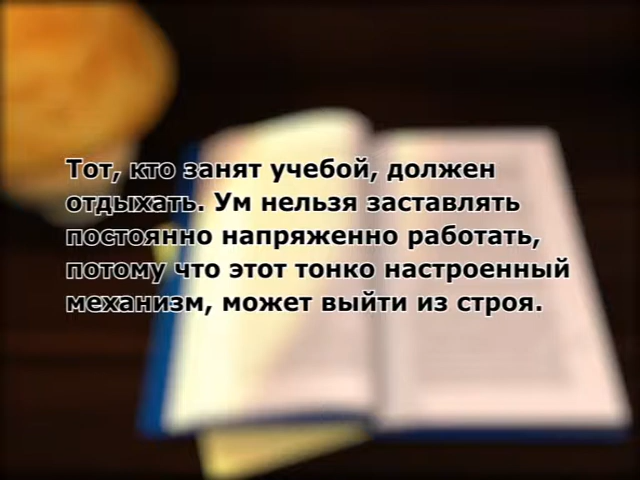 Тот, кто занят учебой, должен
отдыхать. Ум нельзя заставлять
постоянно напряженно работать,
потому что этот тонко настроенный
механизм, может выйти из строя.